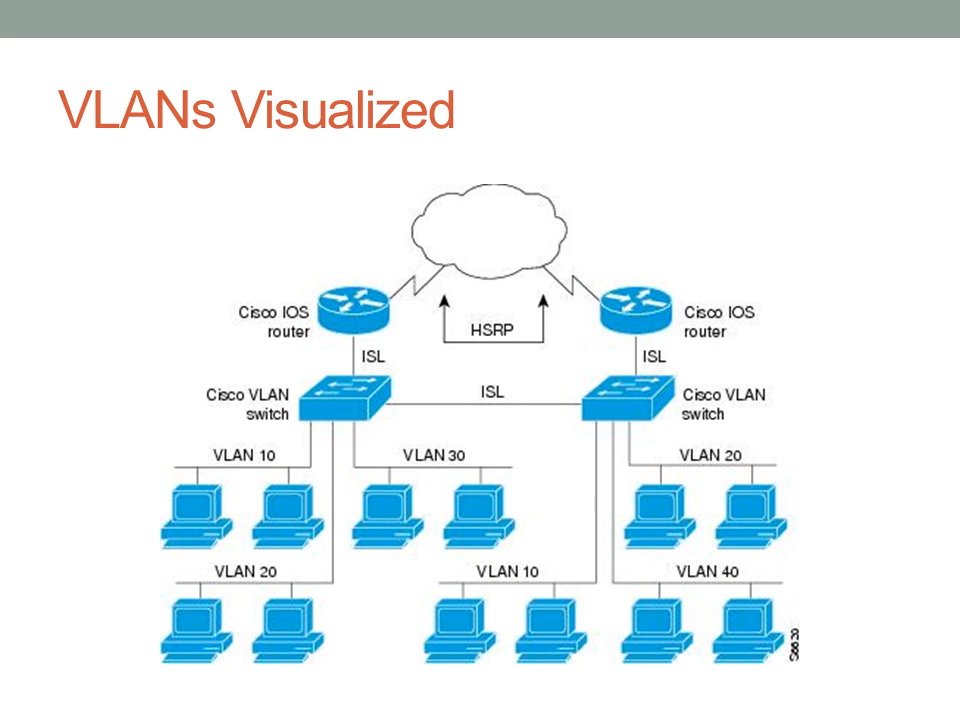 VLANs Visualized
Cisco IOS
router
HSRP
Cisco IOS
router
ISL
ISL
Cisco VLAN
switch
ISL
Cisco VLAN
switch
VLAN 10
VLAN 30
VLAN 20
VLAN 20
VLAN 10
VLAN 40